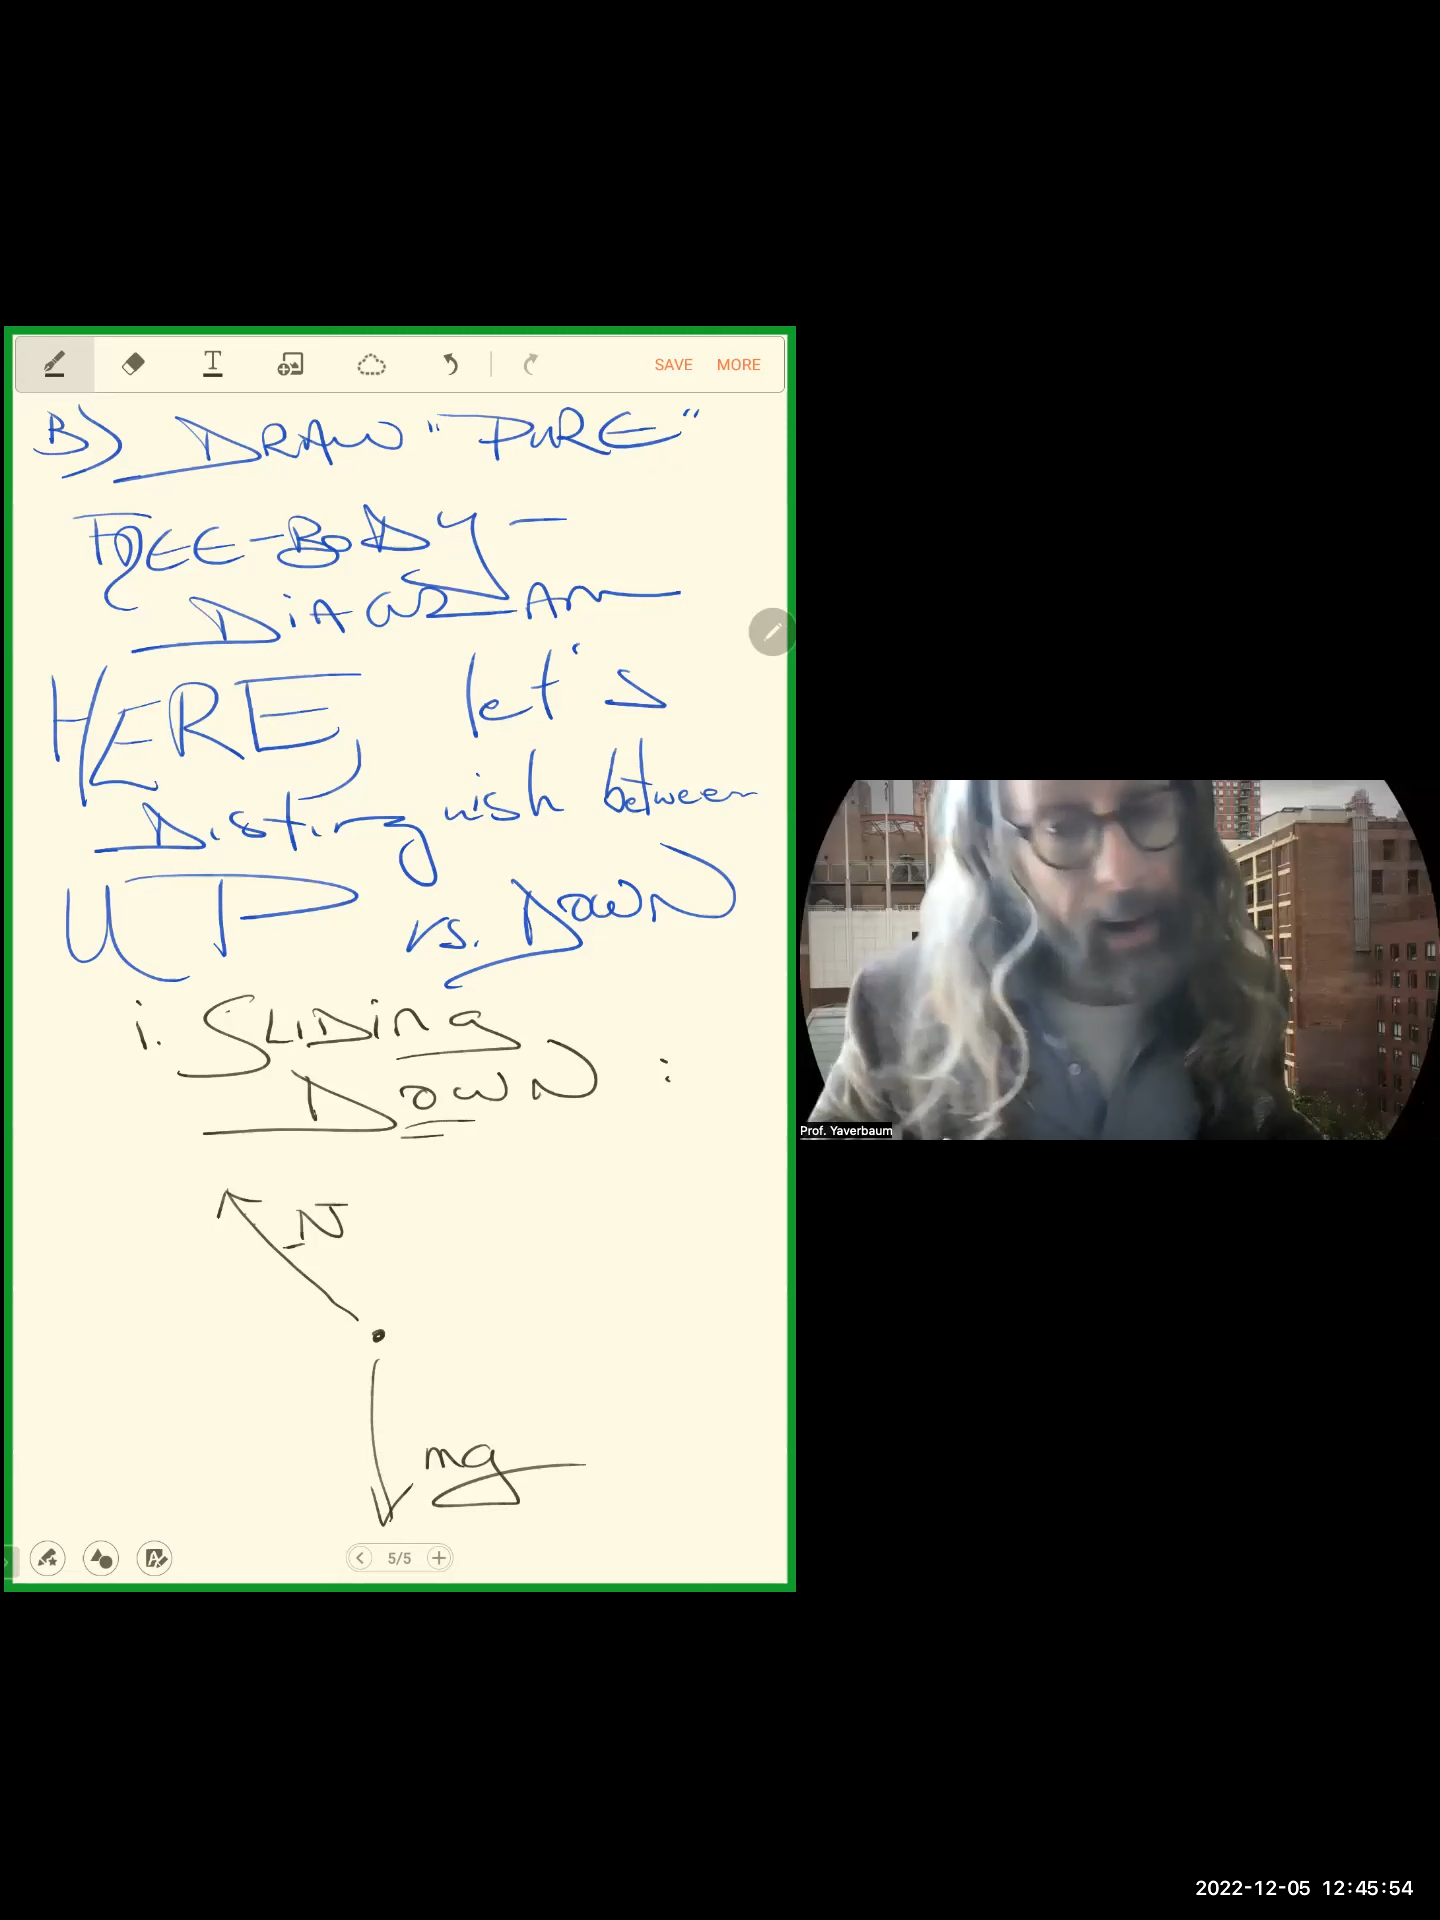 SAVE MORE
B) DRAW "PURE"
FREE-BODY-
DIAGRAM
HERE, let's
Distinguish between
UP vs. DOWN
i. SLIDING
DOWN :
N
mg
5/5
Prof. Yaverbaum
2022-12-05 12:45:54